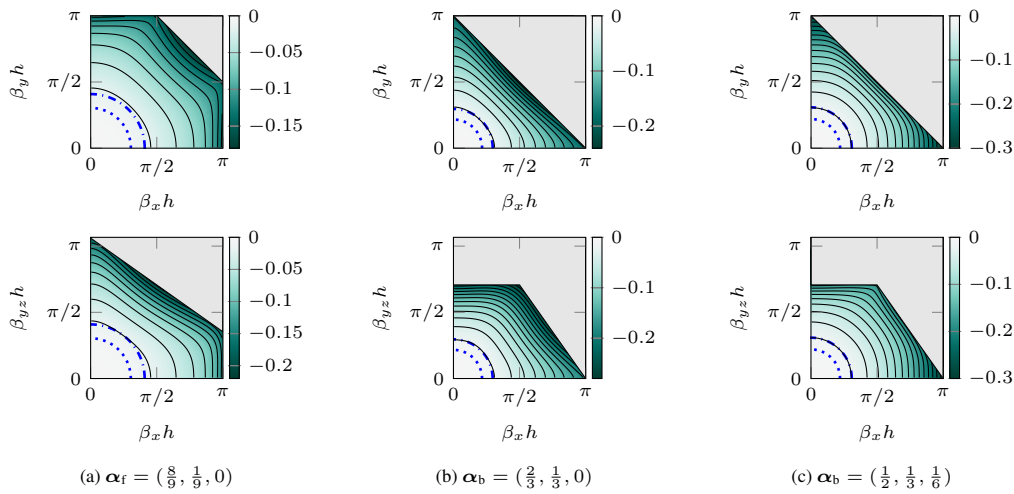 π
π/2
0
β_y h
0
π/2
π
β_x h
0
−0.05
−0.1
−0.15
π
π/2
0
β_y h
0
π/2
π
β_x h
0
−0.1
−0.2
π
π/2
0
β_y h
0
π/2
π
β_x h
0
−0.1
−0.2
−0.3
π
π/2
0
β_yz h
0
π/2
π
β_x h
0
−0.05
−0.1
−0.15
−0.2
π
π/2
0
β_yz h
0
π/2
π
β_x h
0
−0.1
−0.2
π
π/2
0
β_yz h
0
π/2
π
β_x h
0
−0.1
−0.2
−0.3
(a) α_f = (8/9, 1/9, 0)
(b) α_b = (2/3, 1/3, 0)
(c) α_b = (1/2, 1/3, 1/6)